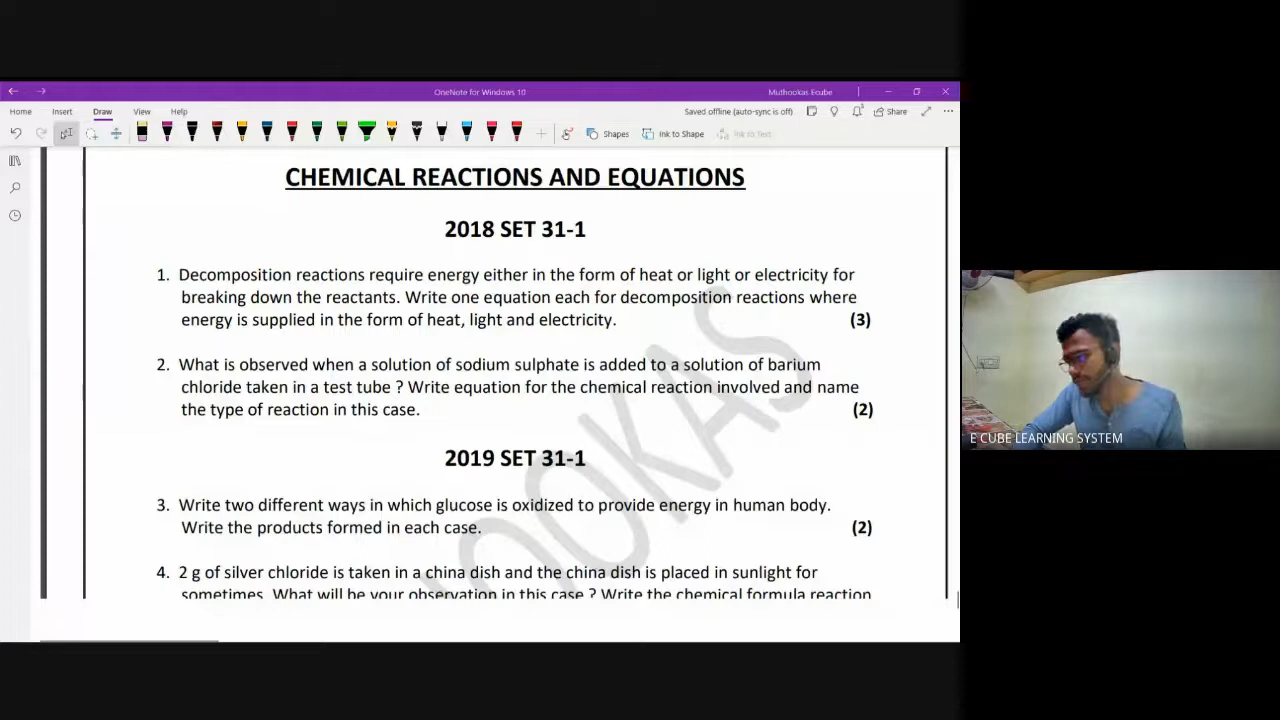 OneNote for Windows 10
Muthookas Ecube
Home Insert Draw View Help
Saved offline (auto-sync is off)
Share
Shapes
Ink to Shape
Ink to Text
CHEMICAL REACTIONS AND EQUATIONS
2018 SET 31-1
1. Decomposition reactions require energy either in the form of heat or light or electricity for
breaking down the reactants. Write one equation each for decomposition reactions where
energy is supplied in the form of heat, light and electricity. (3)
2. What is observed when a solution of sodium sulphate is added to a solution of barium
chloride taken in a test tube ? Write equation for the chemical reaction involved and name
the type of reaction in this case. (2)
2019 SET 31-1
3. Write two different ways in which glucose is oxidized to provide energy in human body.
Write the products formed in each case. (2)
4. 2 g of silver chloride is taken in a china dish and the china dish is placed in sunlight for
sometimes. What will be your observation in this case ? Write the chemical formula reaction
OOKAS
E CUBE LEARNING SYSTEM